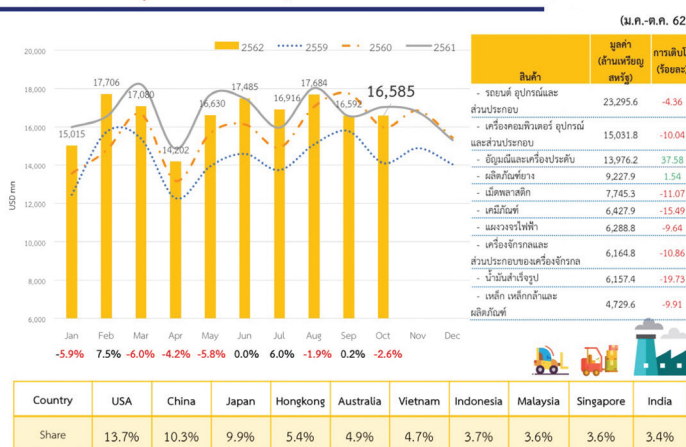 (ม.ค.-ต.ค. 62
2562 2559 2560 2561
20,000
18,000
16,000
14,000
12,000
10,000
8,000
6,000
USD mn
15,015
17,706
17,080
14,202
16,630
17,485
16,916
17,684
16,592
16,585
Jan Feb Mar Apr May Jun Jul Aug Sep Oct Nov Dec
-5.9% 7.5% -6.0% -4.2% -5.8% 0.0% 6.0% -1.9% 0.2% -2.6%
สินค้า
มูลค่า
(ล้านเหรียญ
สหรัฐ)
การเติบโ
(ร้อยละ)
- รถยนต์ อุปกรณ์และ
ส่วนประกอบ
23,295.6 -4.36
- เครื่องคอมพิวเตอร์ อุปกรณ์
และส่วนประกอบ
15,031.8 -10.04
- อัญมณีและเครื่องประดับ 13,976.2 37.58
- ผลิตภัณฑ์ยาง 9,227.9 1.54
- เม็ดพลาสติก 7,745.3 -11.07
- เคมีภัณฑ์ 6,427.9 -15.49
- แผงวงจรไฟฟ้า 6,288.8 -9.64
- เครื่องจักรกลและ
ส่วนประกอบของเครื่องจักรกล
6,164.8 -10.86
- น้ำมันสำเร็จรูป 6,157.4 -19.73
- เหล็ก เหล็กกล้าและ
ผลิตภัณฑ์
4,729.6 -9.91
Country USA China Japan Hongkong Australia Vietnam Indonesia Malaysia Singapore India
Share 13.7% 10.3% 9.9% 5.4% 4.9% 4.7% 3.7% 3.6% 3.6% 3.4%